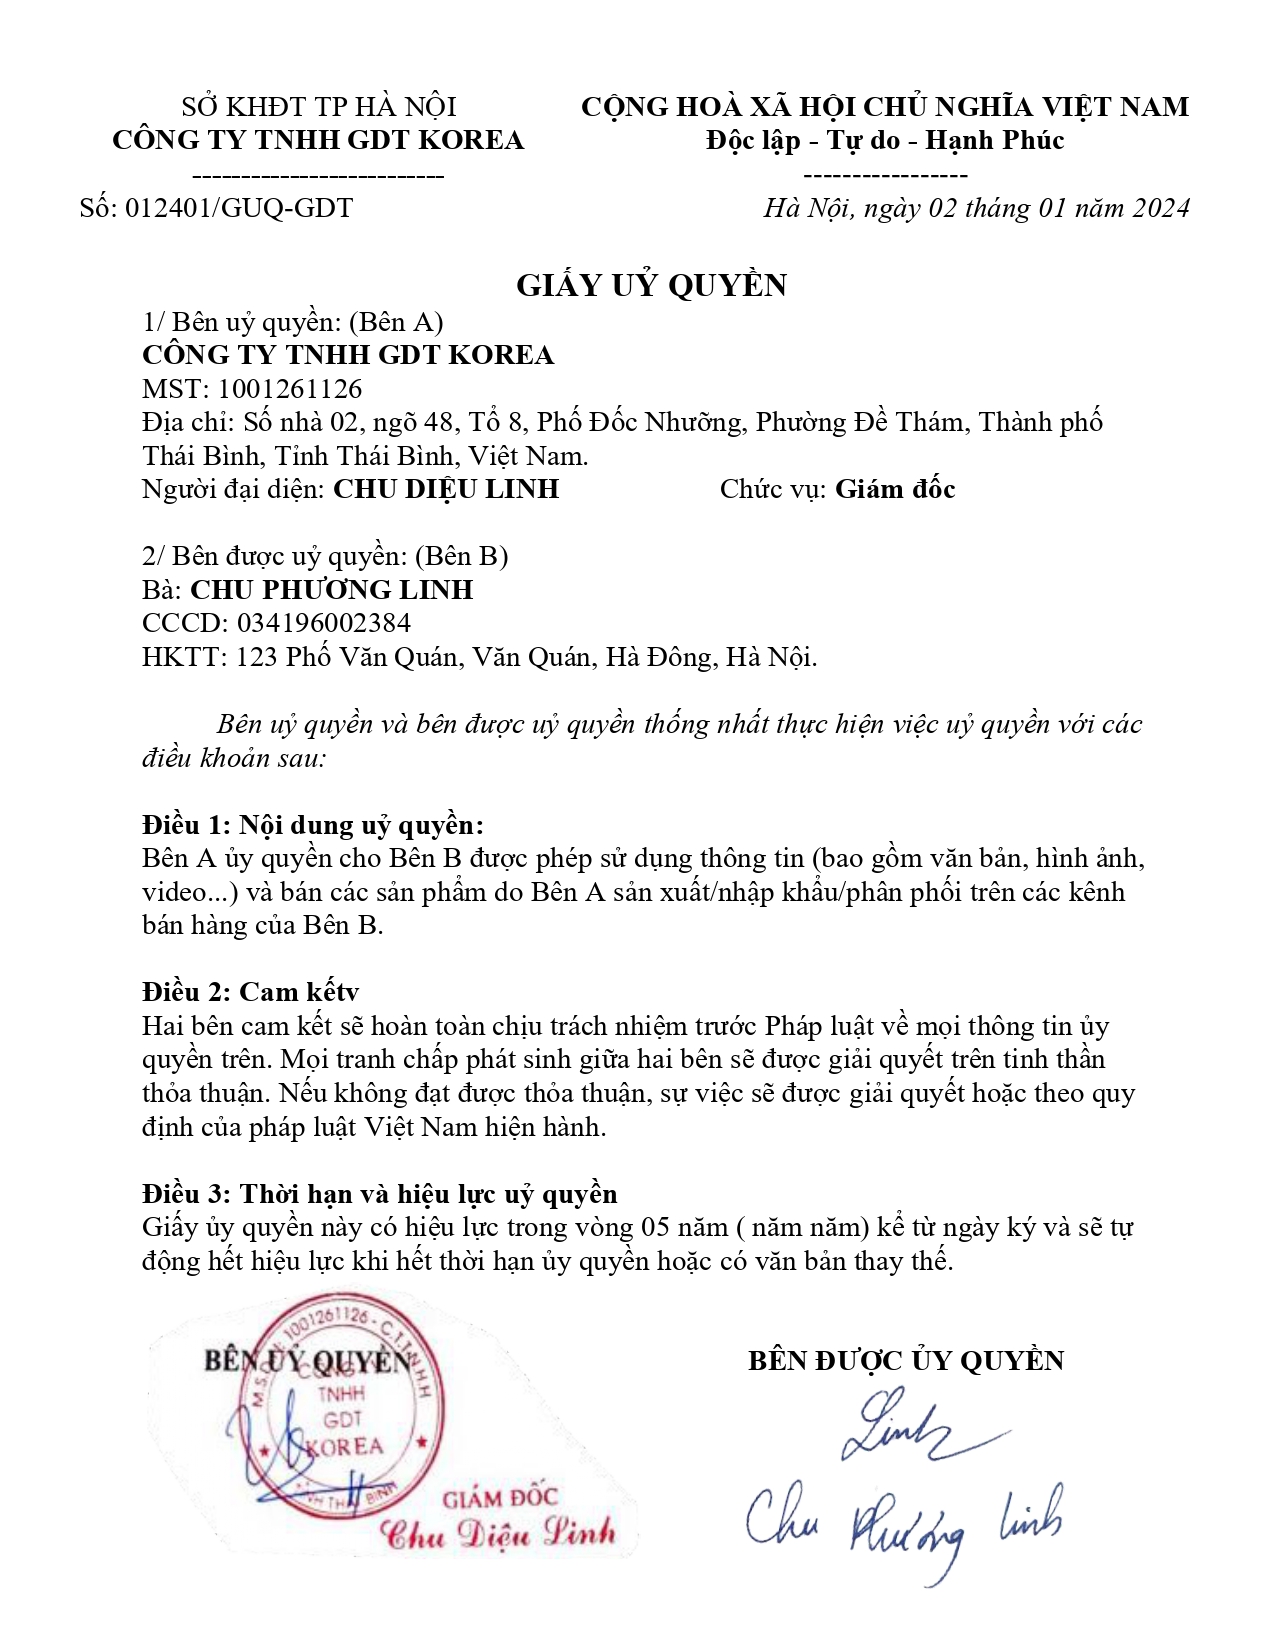 SỞ KHĐT TP HÀ NỘI
CÔNG TY TNHH GDT KOREA
--------------------------
Số: 012401/GUQ-GDT
CỘNG HOÀ XÃ HỘI CHỦ NGHĨA VIỆT NAM
Độc lập - Tự do - Hạnh Phúc
-----------------
Hà Nội, ngày 02 tháng 01 năm 2024
GIẤY UỶ QUYỀN
1/ Bên uỷ quyền: (Bên A)
CÔNG TY TNHH GDT KOREA
MST: 1001261126
Địa chỉ: Số nhà 02, ngõ 48, Tổ 8, Phố Đốc Nhưỡng, Phường Đề Thám, Thành phố
Thái Bình, Tỉnh Thái Bình, Việt Nam.
Người đại diện: CHU DIỆU LINH Chức vụ: Giám đốc
2/ Bên được uỷ quyền: (Bên B)
Bà: CHU PHƯƠNG LINH
CCCD: 034196002384
HKTT: 123 Phố Văn Quán, Văn Quán, Hà Đông, Hà Nội.
Bên uỷ quyền và bên được uỷ quyền thống nhất thực hiện việc uỷ quyền với các
điều khoản sau:
Điều 1: Nội dung uỷ quyền:
Bên A ủy quyền cho Bên B được phép sử dụng thông tin (bao gồm văn bản, hình ảnh,
video...) và bán các sản phẩm do Bên A sản xuất/nhập khẩu/phân phối trên các kênh
bán hàng của Bên B.
Điều 2: Cam kếtv
Hai bên cam kết sẽ hoàn toàn chịu trách nhiệm trước Pháp luật về mọi thông tin ủy
quyền trên. Mọi tranh chấp phát sinh giữa hai bên sẽ được giải quyết trên tinh thần
thỏa thuận. Nếu không đạt được thỏa thuận, sự việc sẽ được giải quyết hoặc theo quy
định của pháp luật Việt Nam hiện hành.
Điều 3: Thời hạn và hiệu lực uỷ quyền
Giấy ủy quyền này có hiệu lực trong vòng 05 năm ( năm năm) kể từ ngày ký và sẽ tự
động hết hiệu lực khi hết thời hạn ủy quyền hoặc có văn bản thay thế.
BÊN UỶ QUYỀN
1001261126 - C.T.T.N.H.H
CÔNG TY
TNHH
GDT
KOREA
THÁI BÌNH
GIÁM ĐỐC
Chu Diệu Linh
BÊN ĐƯỢC ỦY QUYỀN
Linh
Chu Phương Linh